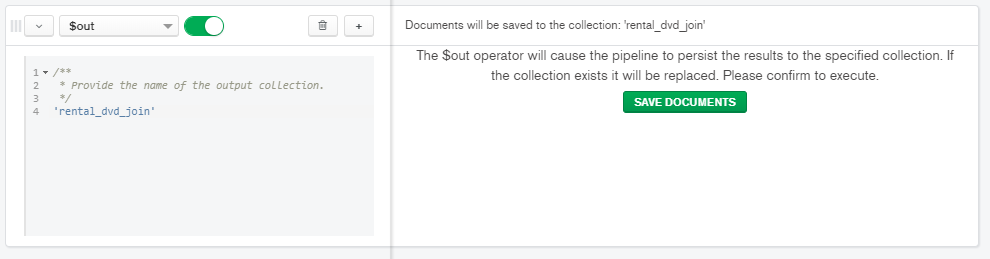 $out
+
Documents will be saved to the collection: 'rental_dvd_join'
1 /**
2 * Provide the name of the output collection.
3 */
4 'rental_dvd_join'
The $out operator will cause the pipeline to persist the results to the specified collection. If
the collection exists it will be replaced. Please confirm to execute.
SAVE DOCUMENTS